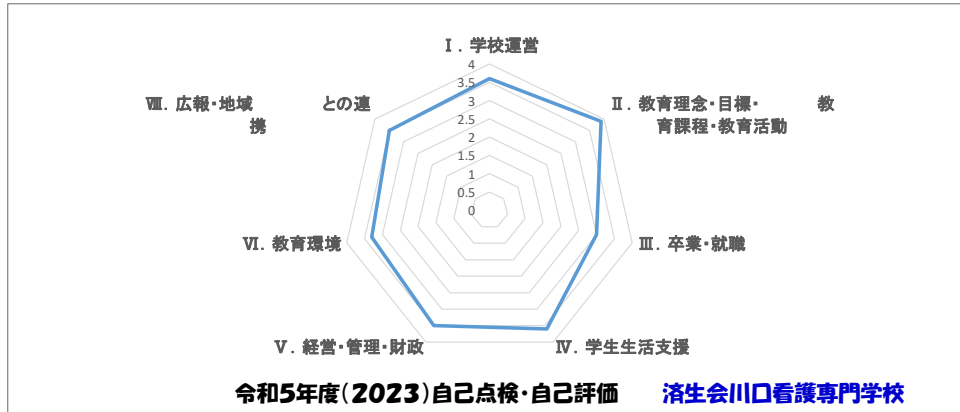 Ⅰ．学校運営
4
3.5
3
2.5
2
1.5
1
0.5
0
Ⅱ．教育理念・目標・　　　　教
育課程・教育活動
Ⅲ．卒業・就職
Ⅳ．学生生活支援
Ⅴ．経営・管理・財政
Ⅵ．教育環境
Ⅷ．広報・地域　　　　との連
携
令和5年度（2023）自己点検・自己評価　　済生会川口看護専門学校